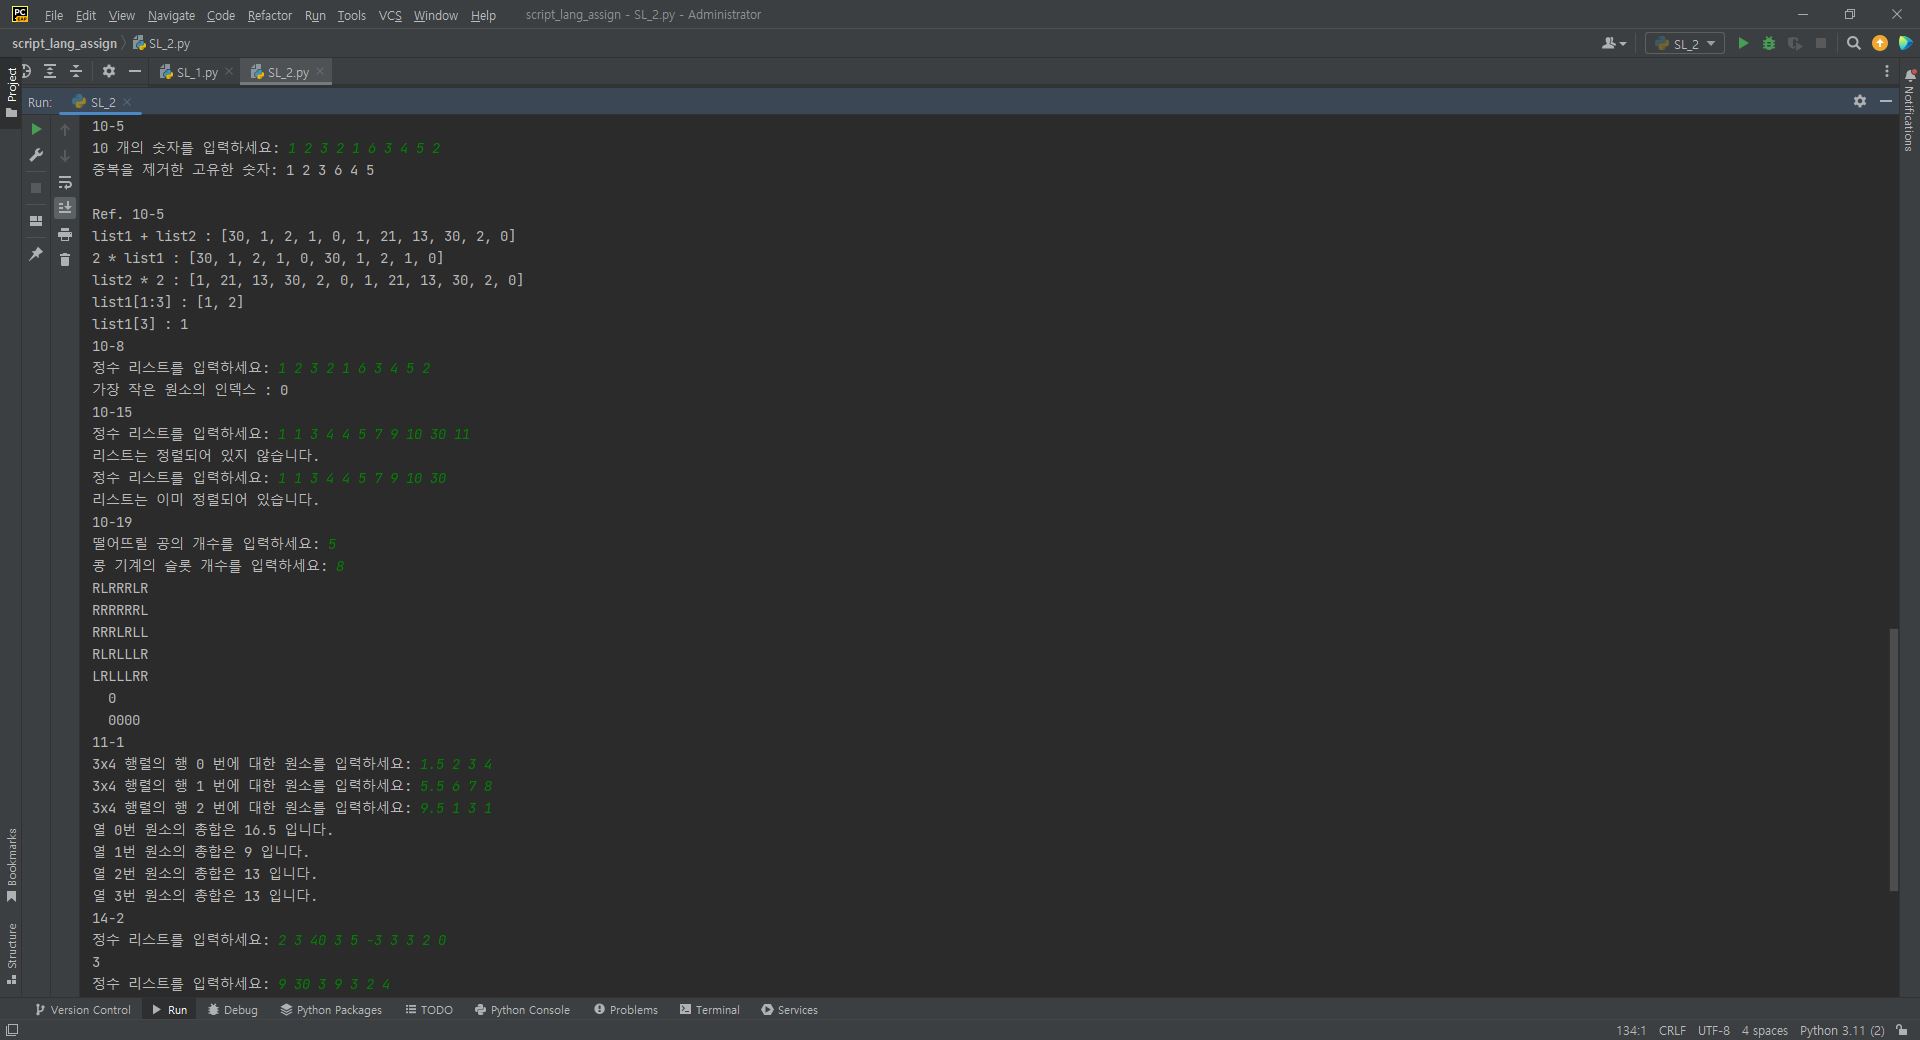 PC
EAP
File Edit View Navigate Code Refactor Run Tools VCS Window Help script_lang_assign - SL_2.py - Administrator
script_lang_assign SL_2.py SL_2
Project SL_1.py SL_2.py
Run: SL_2
Notifications
10-5
10 개의 숫자를 입력하세요: 1 2 3 2 1 6 3 4 5 2
중복을 제거한 고유한 숫자: 1 2 3 6 4 5
Ref. 10-5
list1 + list2 : [30, 1, 2, 1, 0, 1, 21, 13, 30, 2, 0]
2 * list1 : [30, 1, 2, 1, 0, 30, 1, 2, 1, 0]
list2 * 2 : [1, 21, 13, 30, 2, 0, 1, 21, 13, 30, 2, 0]
list1[1:3] : [1, 2]
list1[3] : 1
10-8
정수 리스트를 입력하세요: 1 2 3 2 1 6 3 4 5 2
가장 작은 원소의 인덱스 : 0
10-15
정수 리스트를 입력하세요: 1 1 3 4 4 5 7 9 10 30 11
리스트는 정렬되어 있지 않습니다.
정수 리스트를 입력하세요: 1 1 3 4 4 5 7 9 10 30
리스트는 이미 정렬되어 있습니다.
10-19
떨어뜨릴 공의 개수를 입력하세요: 5
콩 기계의 슬롯 개수를 입력하세요: 8
RLRRRLR
RRRRRRL
RRRLRLL
RLRLLLR
LRLLLRR
0
0000
11-1
3x4 행렬의 행 0 번에 대한 원소를 입력하세요: 1.5 2 3 4
3x4 행렬의 행 1 번에 대한 원소를 입력하세요: 5.5 6 7 8
3x4 행렬의 행 2 번에 대한 원소를 입력하세요: 9.5 1 3 1
열 0번 원소의 총합은 16.5 입니다.
열 1번 원소의 총합은 9 입니다.
열 2번 원소의 총합은 13 입니다.
열 3번 원소의 총합은 13 입니다.
14-2
정수 리스트를 입력하세요: 2 3 40 3 5 -3 3 3 2 0
3
정수 리스트를 입력하세요: 9 30 3 9 3 2 4
Bookmarks
Structure
Version Control Run Debug Python Packages TODO Python Console Problems Terminal Services
134:1 CRLF UTF-8 4 spaces Python 3.11 (2)